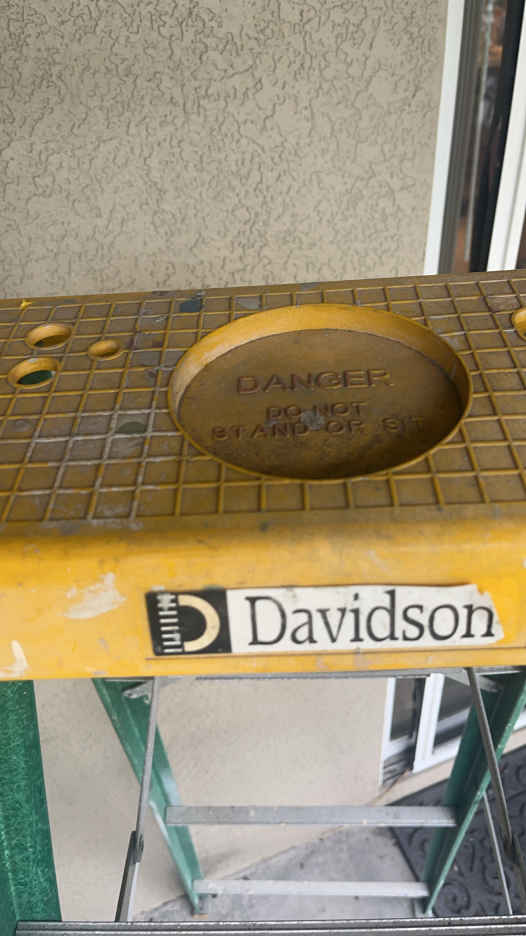 DANGER
DO NOT
STAND OR SIT
Davidson